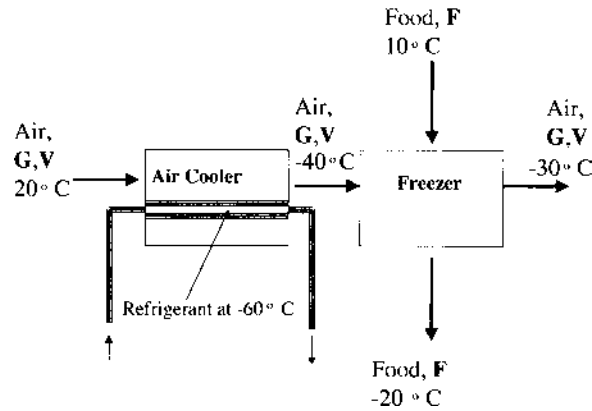 Food, F
10° C
Air,
G,V
20° C
Air Cooler
Air,
G,V
-40°C
Freezer
Air,
G,V
-30°C
Refrigerant at -60° C
Food, F
-20 °C